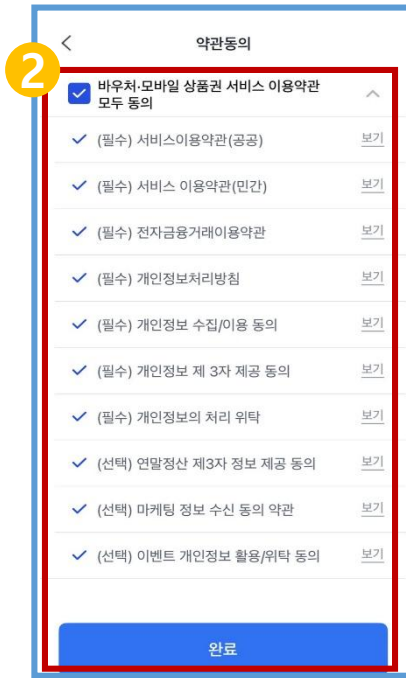 약관동의
2
바우처·모바일 상품권 서비스 이용약관
모두 동의
(필수) 서비스이용약관(공공) 보기
(필수) 서비스 이용약관(민간) 보기
(필수) 전자금융거래이용약관 보기
(필수) 개인정보처리방침 보기
(필수) 개인정보 수집/이용 동의 보기
(필수) 개인정보 제 3자 제공 동의 보기
(필수) 개인정보의 처리 위탁 보기
(선택) 연말정산 제3자 정보 제공 동의 보기
(선택) 마케팅 정보 수신 동의 약관 보기
(선택) 이벤트 개인정보 활용/위탁 동의 보기
완료